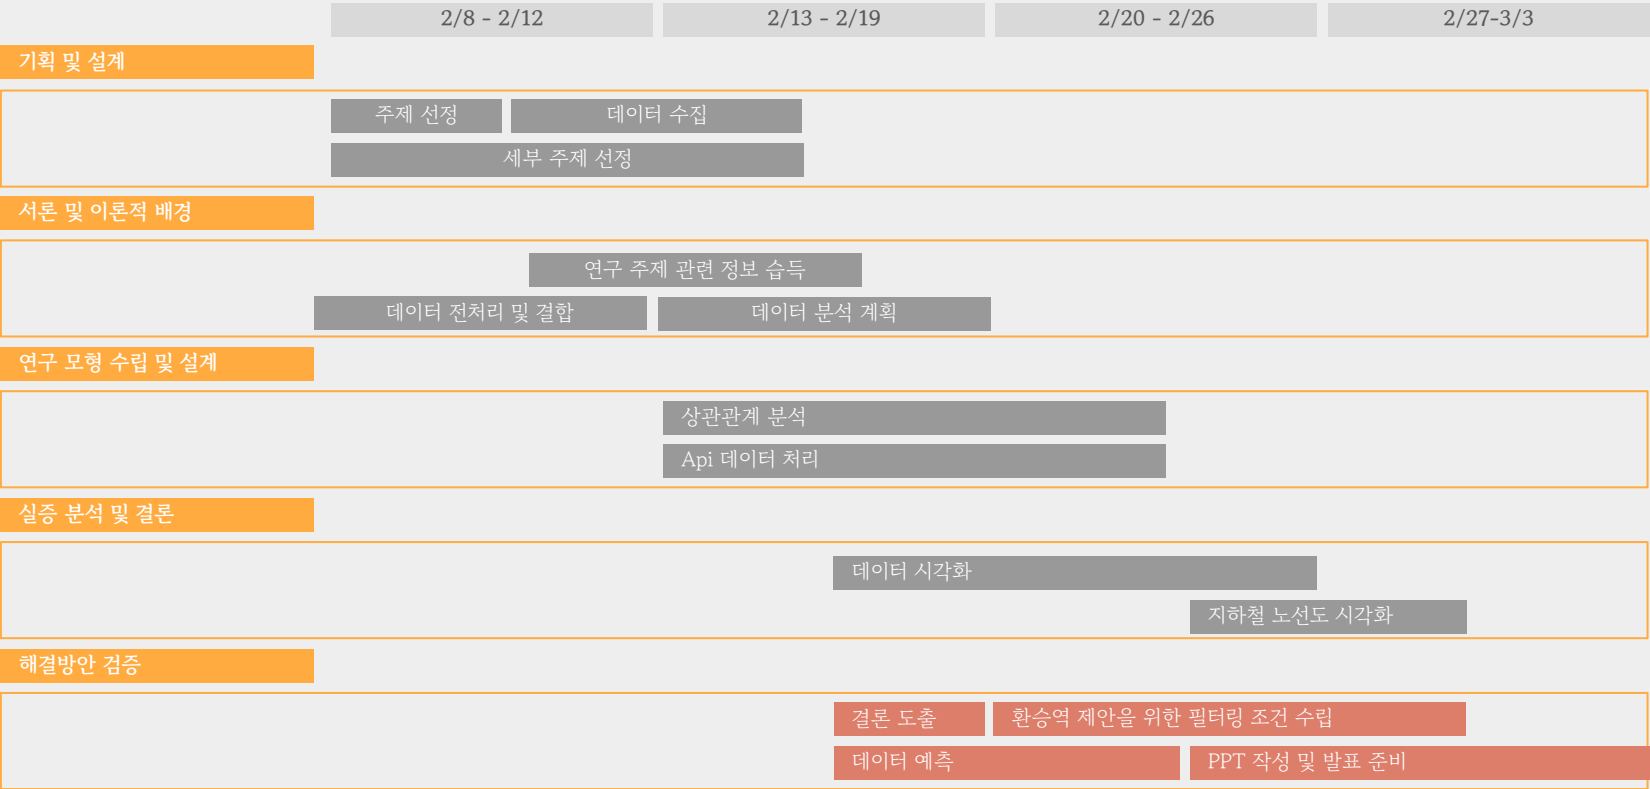 2/8 - 2/12
2/13 - 2/19
2/20 - 2/26
2/27-3/3
기획 및 설계
주제 선정
데이터 수집
세부 주제 선정
서론 및 이론적 배경
연구 주제 관련 정보 습득
데이터 전처리 및 결합
데이터 분석 계획
연구 모형 수립 및 설계
상관관계 분석
Api 데이터 처리
실증 분석 및 결론
데이터 시각화
지하철 노선도 시각화
해결방안 검증
결론 도출
환승역 제안을 위한 필터링 조건 수립
데이터 예측
PPT 작성 및 발표 준비